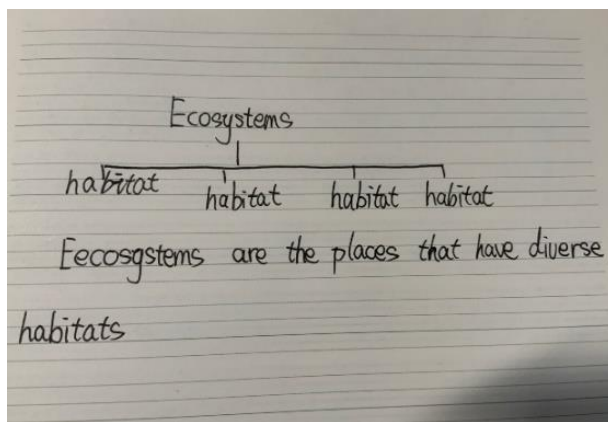 Ecosystems
habitat habitat habitat habitat
Eecosgstems are the places that have diverse
habitats